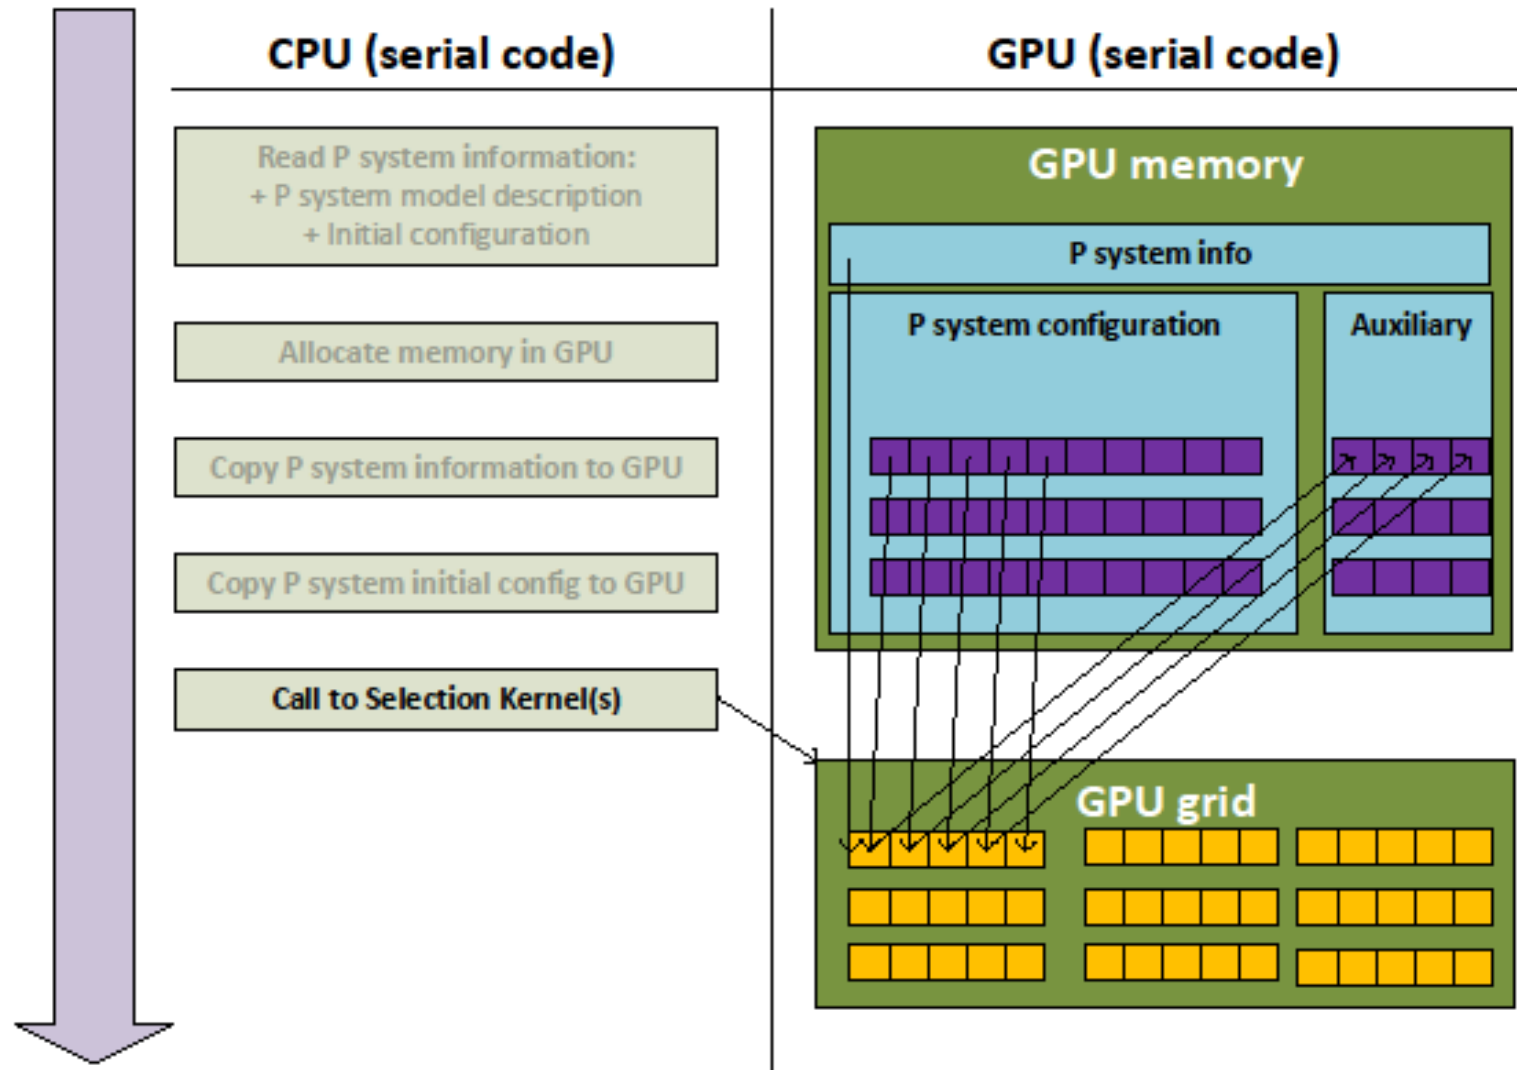 CPU (serial code)
GPU (serial code)
Read P system information:
+ P system model description
+ Initial configuration
Allocate memory in GPU
Copy P system information to GPU
Copy P system initial config to GPU
Call to Selection Kernel(s)
GPU memory
P system info
P system configuration
Auxiliary
GPU grid